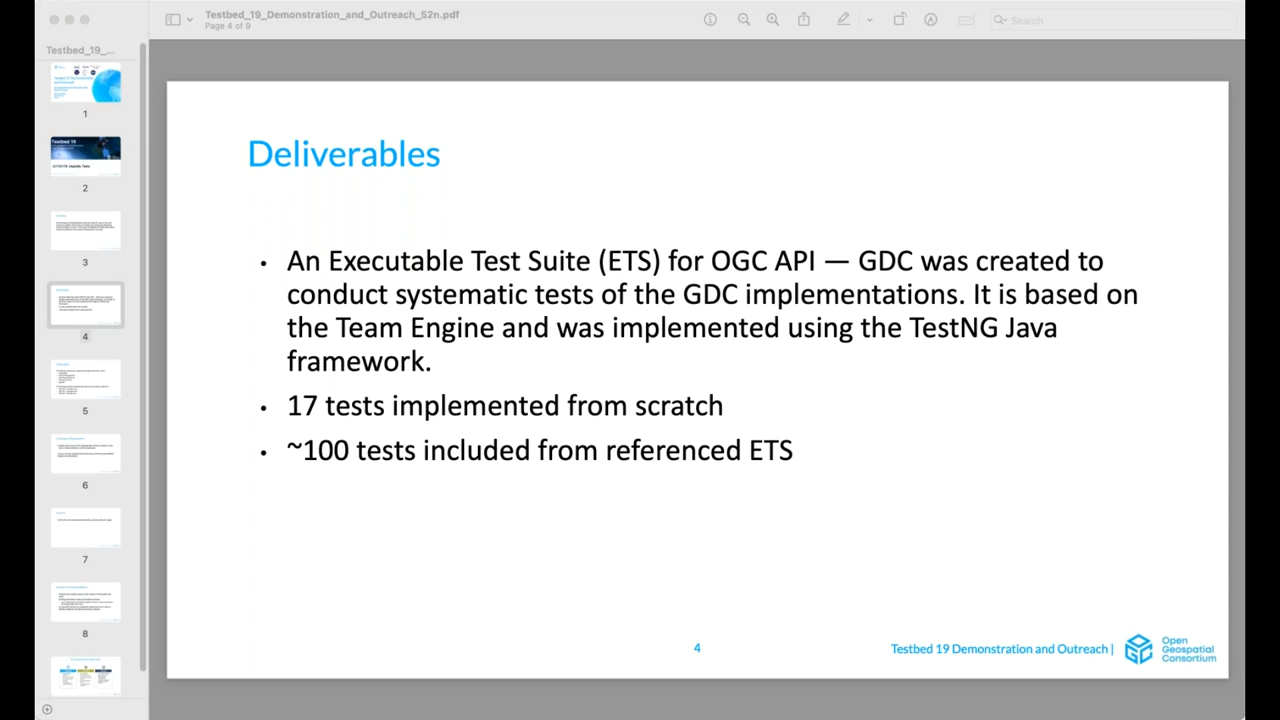 Testbed_19_Demonstration_and_Outreach_52n.pdf
Page 4 of 9
Search
Testbed_19_...
1
2
3
4
5
6
7
8
Deliverables
• An Executable Test Suite (ETS) for OGC API — GDC was created to
conduct systematic tests of the GDC implementations. It is based on
the Team Engine and was implemented using the TestNG Java
framework.
• 17 tests implemented from scratch
• ~100 tests included from referenced ETS
4
Testbed 19 Demonstration and Outreach |
Open
Geospatial
Consortium